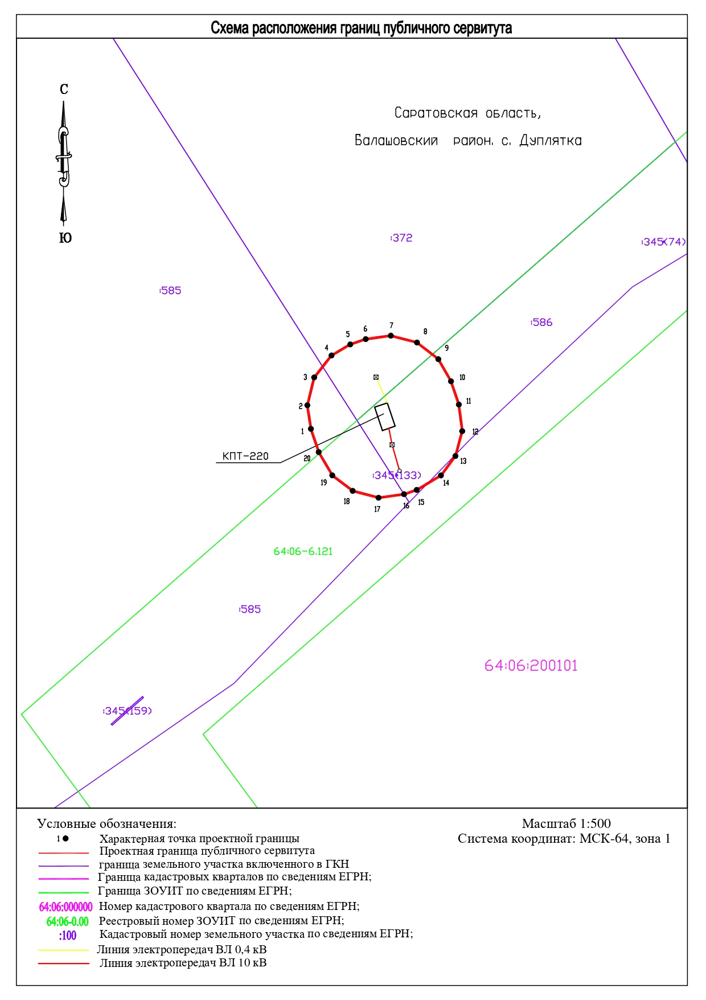 Схема расположения границ публичного сервитута
С
Ю
Саратовская область,
Балашовский район. с. Дуплятка
:372
:345(74)
:585
:586
7
6
8
5
4
9
3
10
2
11
1
12
КПТ-220
20
13
:345(133)
19
14
18
17
16
15
64:06-6.121
:585
64:06:200101
:345(159)
Условные обозначения:
Масштаб 1:500
Система координат: МСК-64, зона 1
1 Характерная точка проектной границы
Проектная граница публичного сервитута
граница земельного участка включенного в ГКН
Граница кадастровых кварталов по сведениям ЕГРН;
Граница ЗОУИТ по сведениям ЕГРН;
64:06:000000 Номер кадастрового квартала по сведениям ЕГРН;
64:06-0.00 Реестровый номер ЗОУИТ по сведениям ЕГРН;
:100 Кадастровый номер земельного участка по сведениям ЕГРН;
Линия электропередач ВЛ 0,4 кВ
Линия электропередач ВЛ 10 кВ